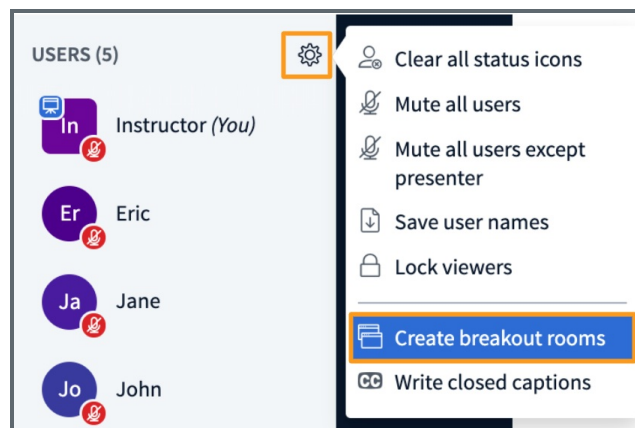 USERS (5)
In
Instructor (You)
Er
Eric
Ja
Jane
Jo
John
Clear all status icons
Mute all users
Mute all users except
presenter
Save user names
Lock viewers
Create breakout rooms
CC Write closed captions